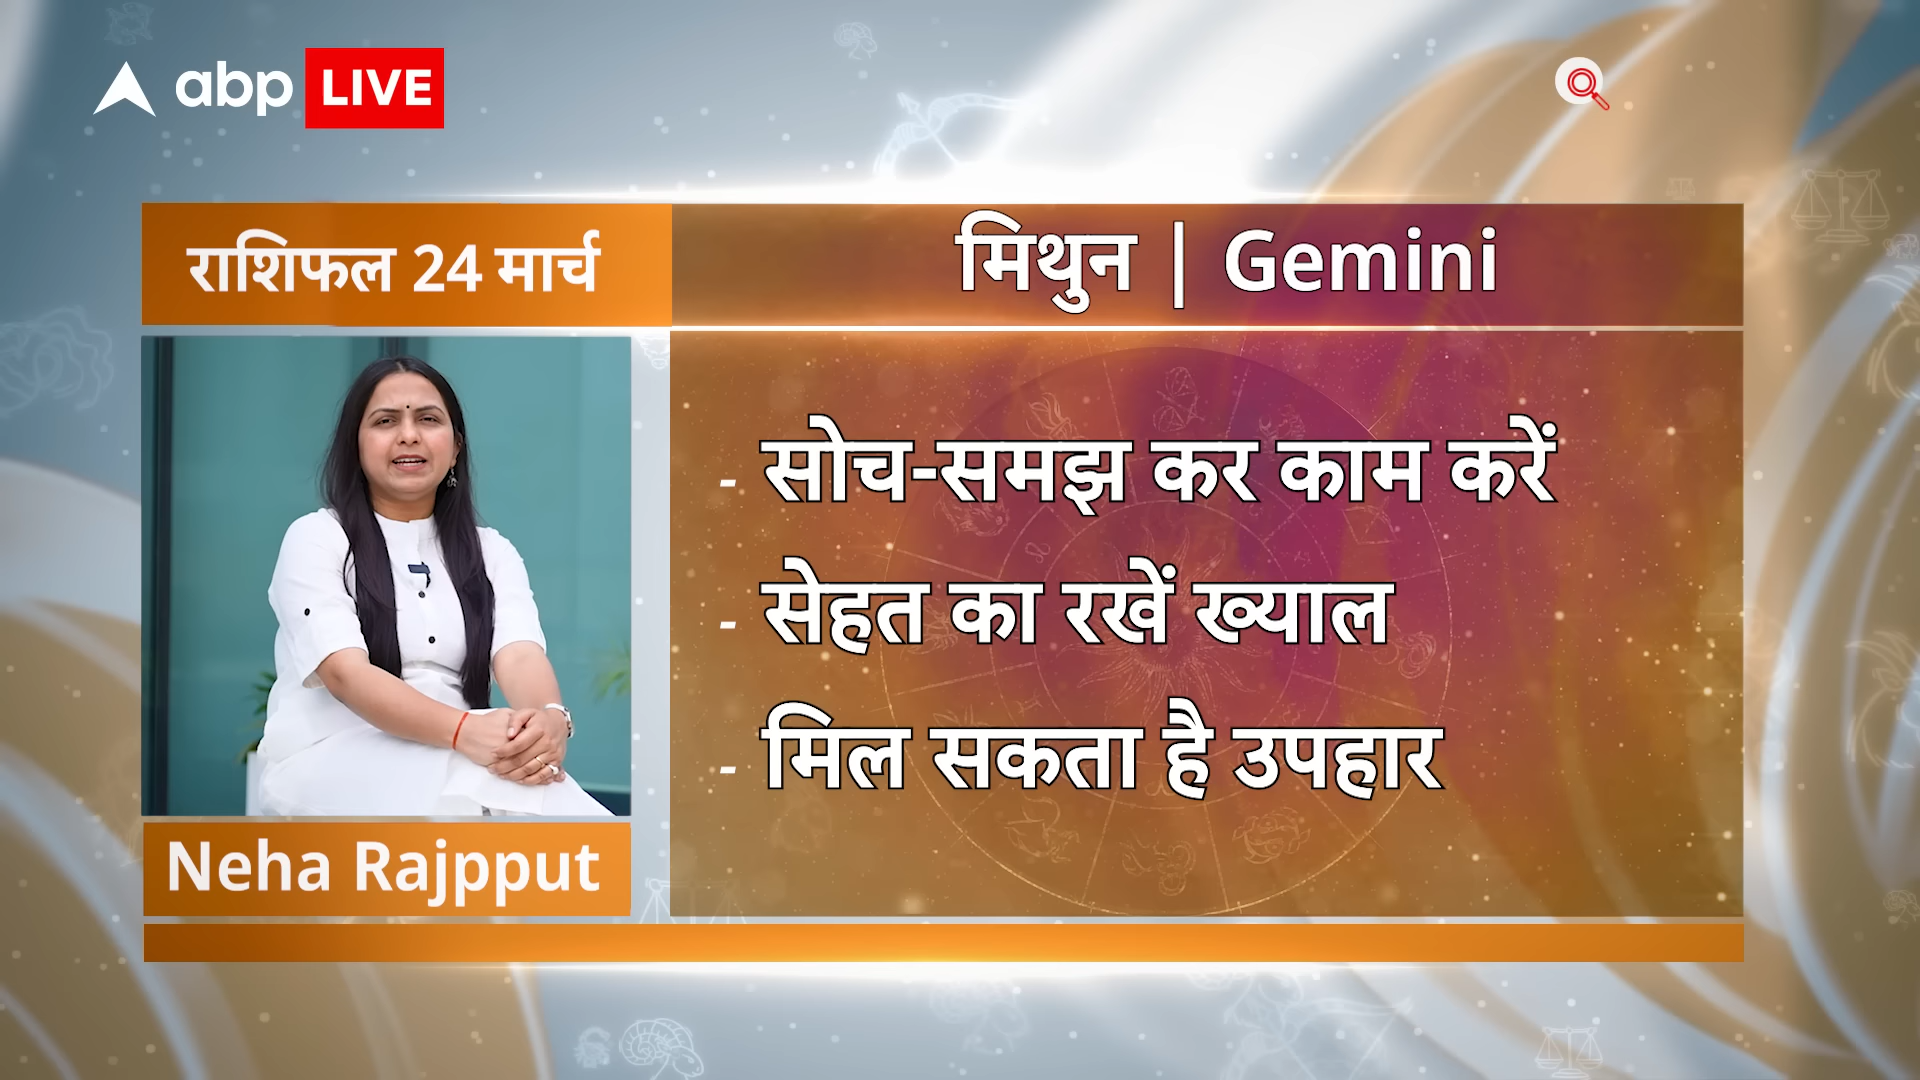 abp LIVE
राशिफल 24 मार्च
मिथुन | Gemini
- सोच-समझ कर काम करें
- सेहत का रखें ख्याल
- मिल सकता है उपहार
Neha Rajpput